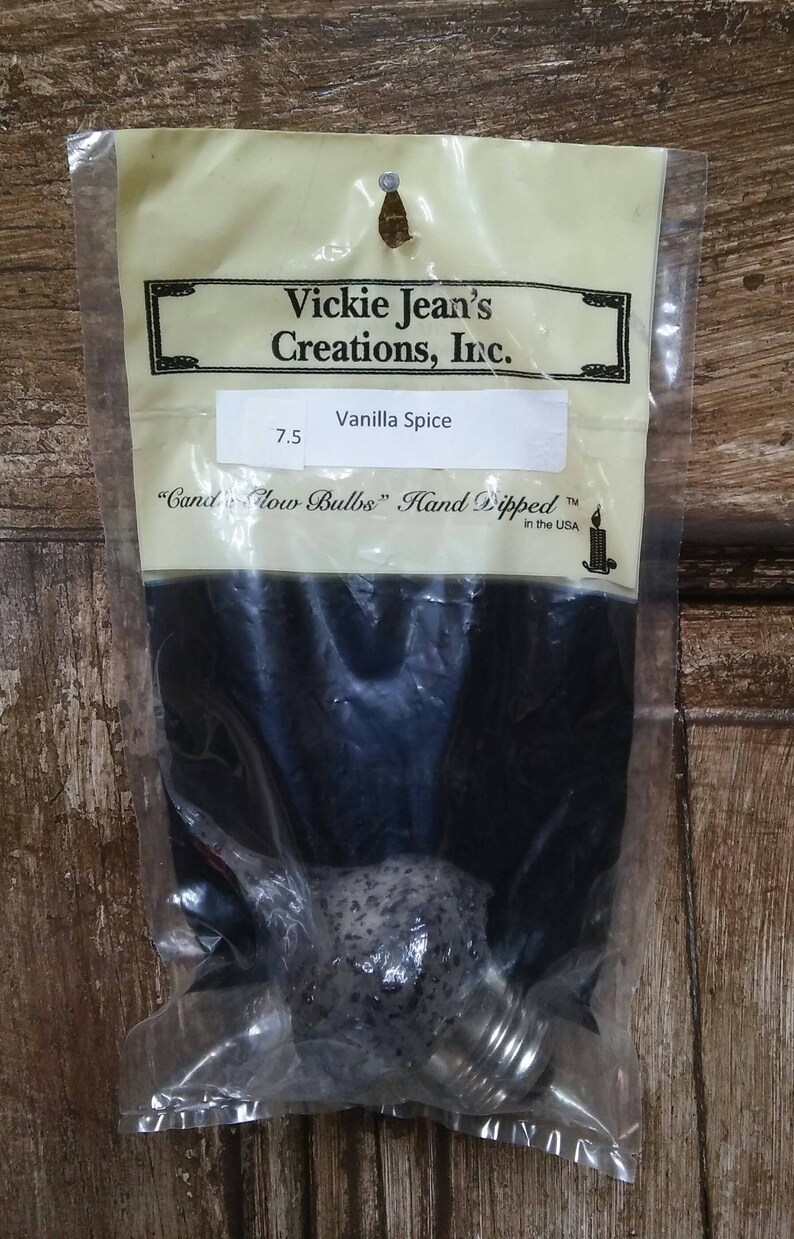 Vickie Jean's
Creations, Inc.
Vanilla Spice
7.5
"Candle Glow Bulbs" Hand Dipped ™
in the USA